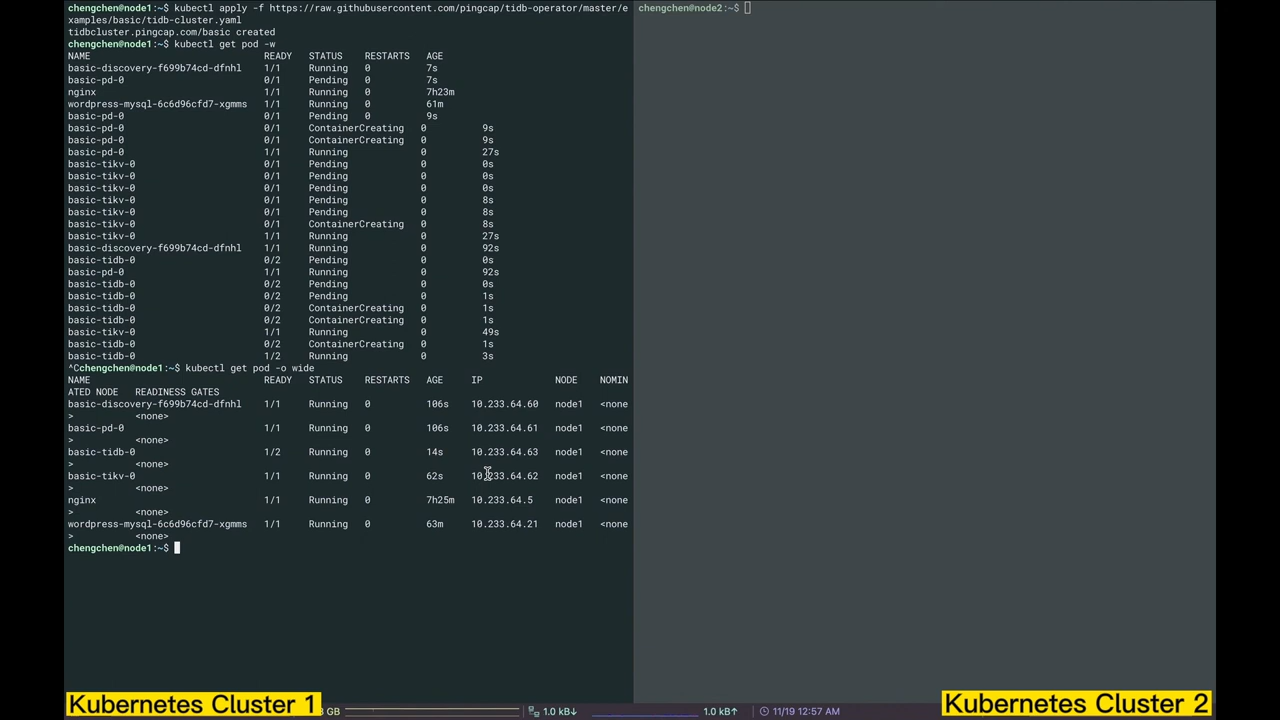 chengchen@node1:~$ kubectl apply -f https://raw.githubusercontent.com/pingcap/tidb-operator/master/e
xamples/basic/tidb-cluster.yaml
tidbcluster.pingcap.com/basic created
chengchen@node1:~$ kubectl get pod -w
NAME READY STATUS RESTARTS AGE
basic-discovery-f699b74cd-dfnhl 1/1 Running 0 7s
basic-pd-0 0/1 Pending 0 7s
nginx 1/1 Running 0 7h23m
wordpress-mysql-6c6d96cfd7-xgmms 1/1 Running 0 61m
basic-pd-0 0/1 Pending 0 9s
basic-pd-0 0/1 ContainerCreating 0 9s
basic-pd-0 0/1 ContainerCreating 0 9s
basic-pd-0 1/1 Running 0 27s
basic-tikv-0 0/1 Pending 0 0s
basic-tikv-0 0/1 Pending 0 0s
basic-tikv-0 0/1 Pending 0 0s
basic-tikv-0 0/1 Pending 0 8s
basic-tikv-0 0/1 Pending 0 8s
basic-tikv-0 0/1 ContainerCreating 0 8s
basic-tikv-0 1/1 Running 0 27s
basic-discovery-f699b74cd-dfnhl 1/1 Running 0 92s
basic-tidb-0 0/2 Pending 0 0s
basic-pd-0 1/1 Running 0 92s
basic-tidb-0 0/2 Pending 0 0s
basic-tidb-0 0/2 Pending 0 1s
basic-tidb-0 0/2 ContainerCreating 0 1s
basic-tidb-0 0/2 ContainerCreating 0 1s
basic-tikv-0 1/1 Running 0 49s
basic-tidb-0 0/2 ContainerCreating 0 1s
basic-tidb-0 1/2 Running 0 3s
^Cchengchen@node1:~$ kubectl get pod -o wide
NAME READY STATUS RESTARTS AGE IP NODE NOMIN
ATED NODE READINESS GATES
basic-discovery-f699b74cd-dfnhl 1/1 Running 0 106s 10.233.64.60 node1 <none
> <none>
basic-pd-0 1/1 Running 0 106s 10.233.64.61 node1 <none
> <none>
basic-tidb-0 1/2 Running 0 14s 10.233.64.63 node1 <none
> <none>
basic-tikv-0 1/1 Running 0 62s 10.233.64.62 node1 <none
> <none>
nginx 1/1 Running 0 7h25m 10.233.64.5 node1 <none
> <none>
wordpress-mysql-6c6d96cfd7-xgmms 1/1 Running 0 63m 10.233.64.21 node1 <none
> <none>
chengchen@node1:~$
chengchen@node2:~$
Kubernetes Cluster 1
GB 1.0 kB↓ 1.0 kB↑ 11/19 12:57 AM
Kubernetes Cluster 2